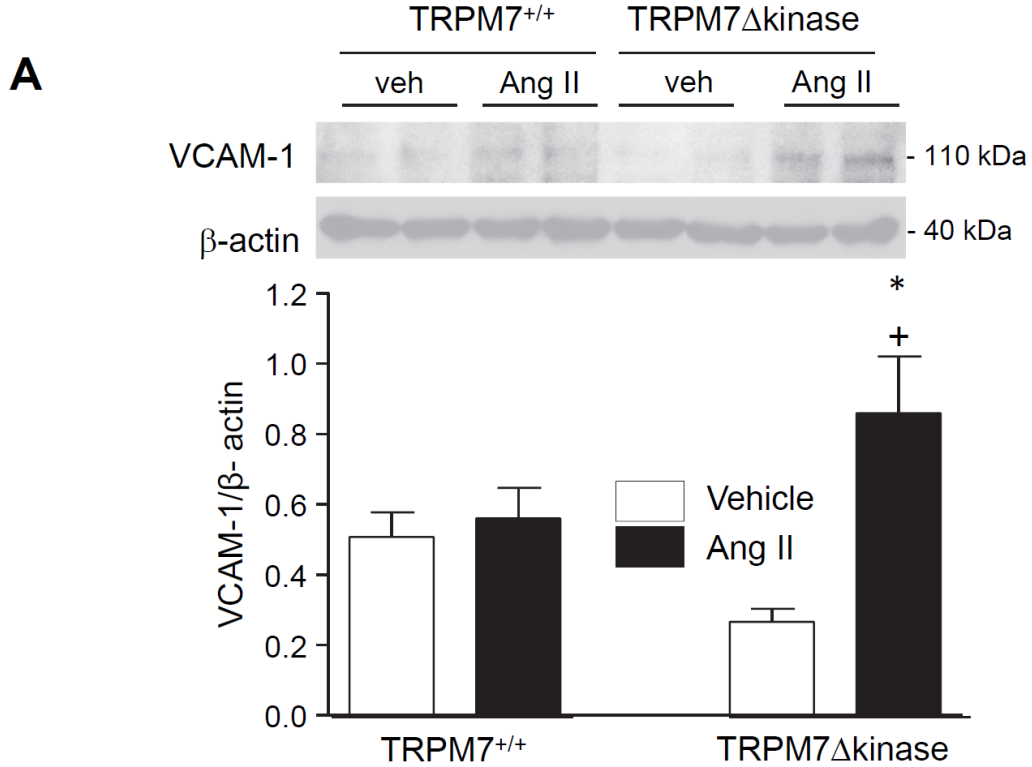 TRPM7+/+ TRPM7Δkinase
A
veh Ang II veh Ang II
VCAM-1 - 110 kDa
β-actin - 40 kDa
*
+
1.2
1.0
0.8
0.6
0.4
0.2
0.0
VCAM-1/β- actin
Vehicle
Ang II
TRPM7+/+ TRPM7Δkinase